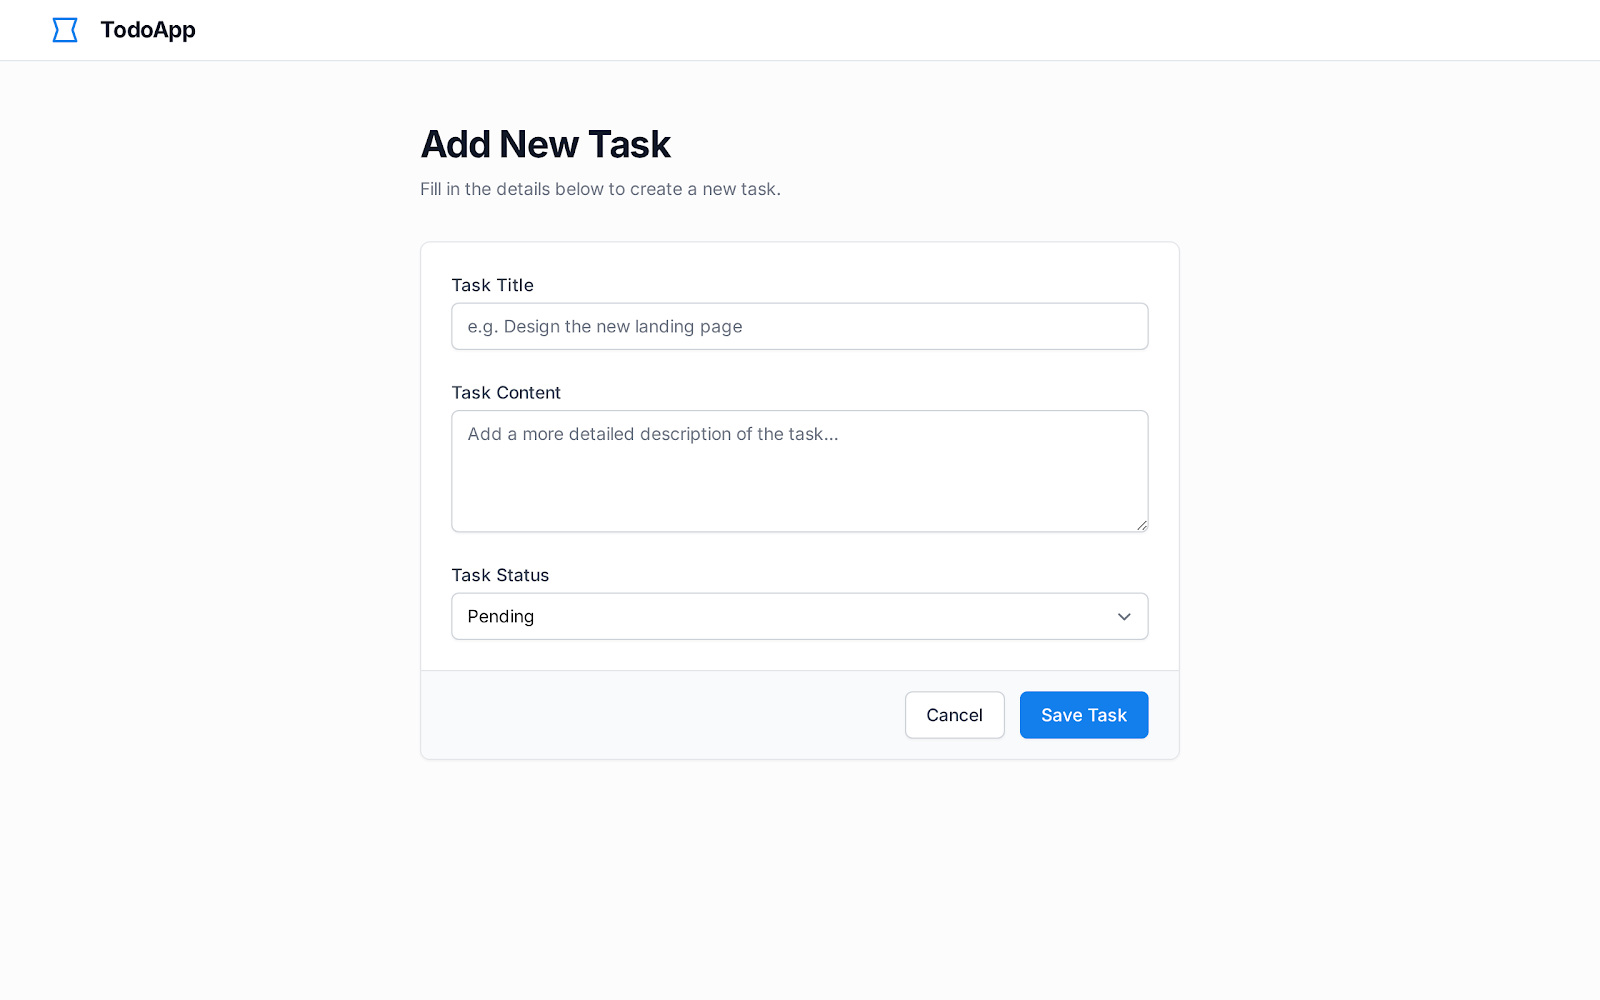 TodoApp
Add New Task
Fill in the details below to create a new task.
Task Title
e.g. Design the new landing page
Task Content
Add a more detailed description of the task...
Task Status
Pending
Cancel
Save Task